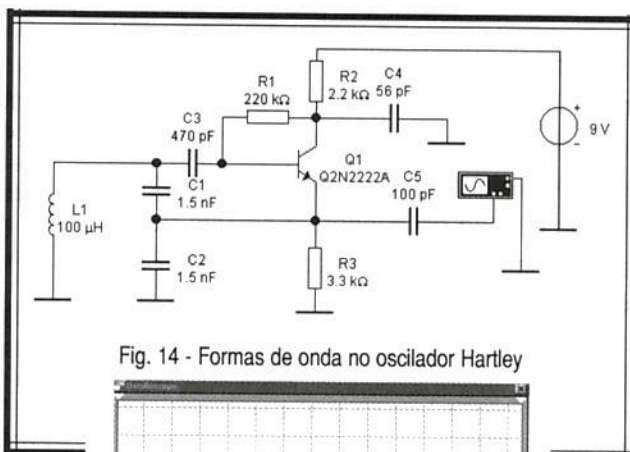 R2
2.2 kΩ
C4
56 pF
R1
220 kΩ
C3
470 pF
+
9 V
-
Q1
Q2N2222A
C5
100 pF
C1
1.5 nF
L1
100 µH
C2
1.5 nF
R3
3.3 kΩ
Fig. 14 - Formas de onda no oscilador Hartley